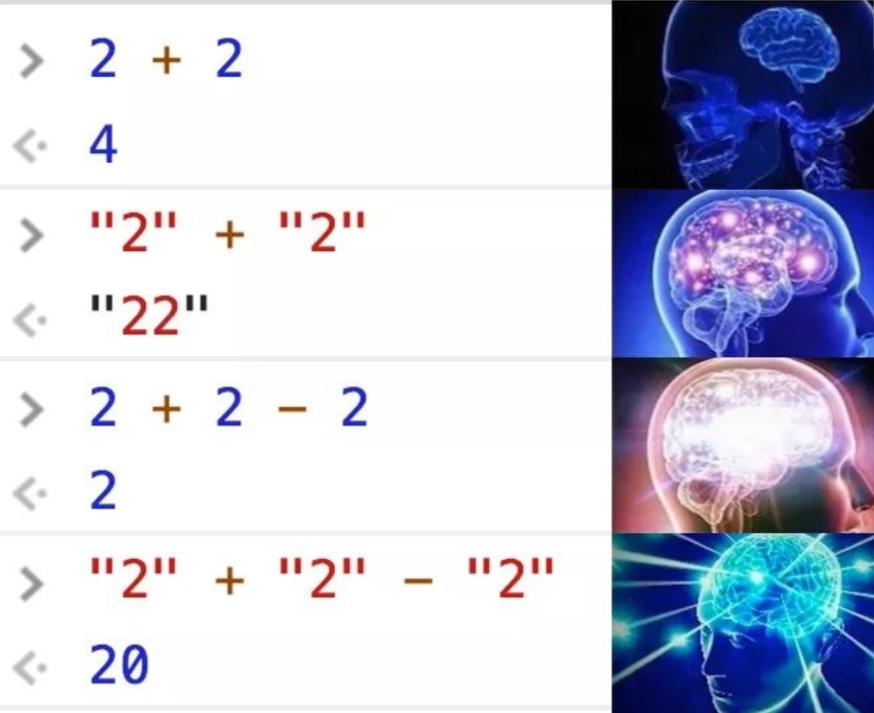 > 2 + 2
<· 4
> "2" + "2"
<· "22"
> 2 + 2 – 2
<· 2
> "2" + "2" – "2"
<· 20